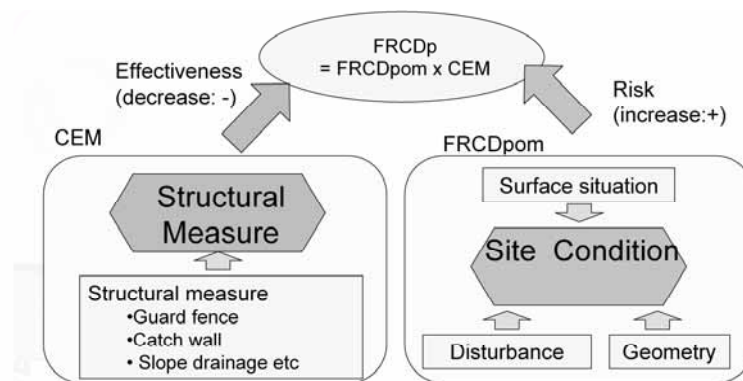 FRCDp
= FRCDpom x CEM
Effectiveness
(decrease: -)
Risk
(increase:+)
CEM
Structural
Measure
Structural measure
•Guard fence
•Catch wall
• Slope drainage etc
FRCDpom
Surface situation
Site Condition
Disturbance
Geometry